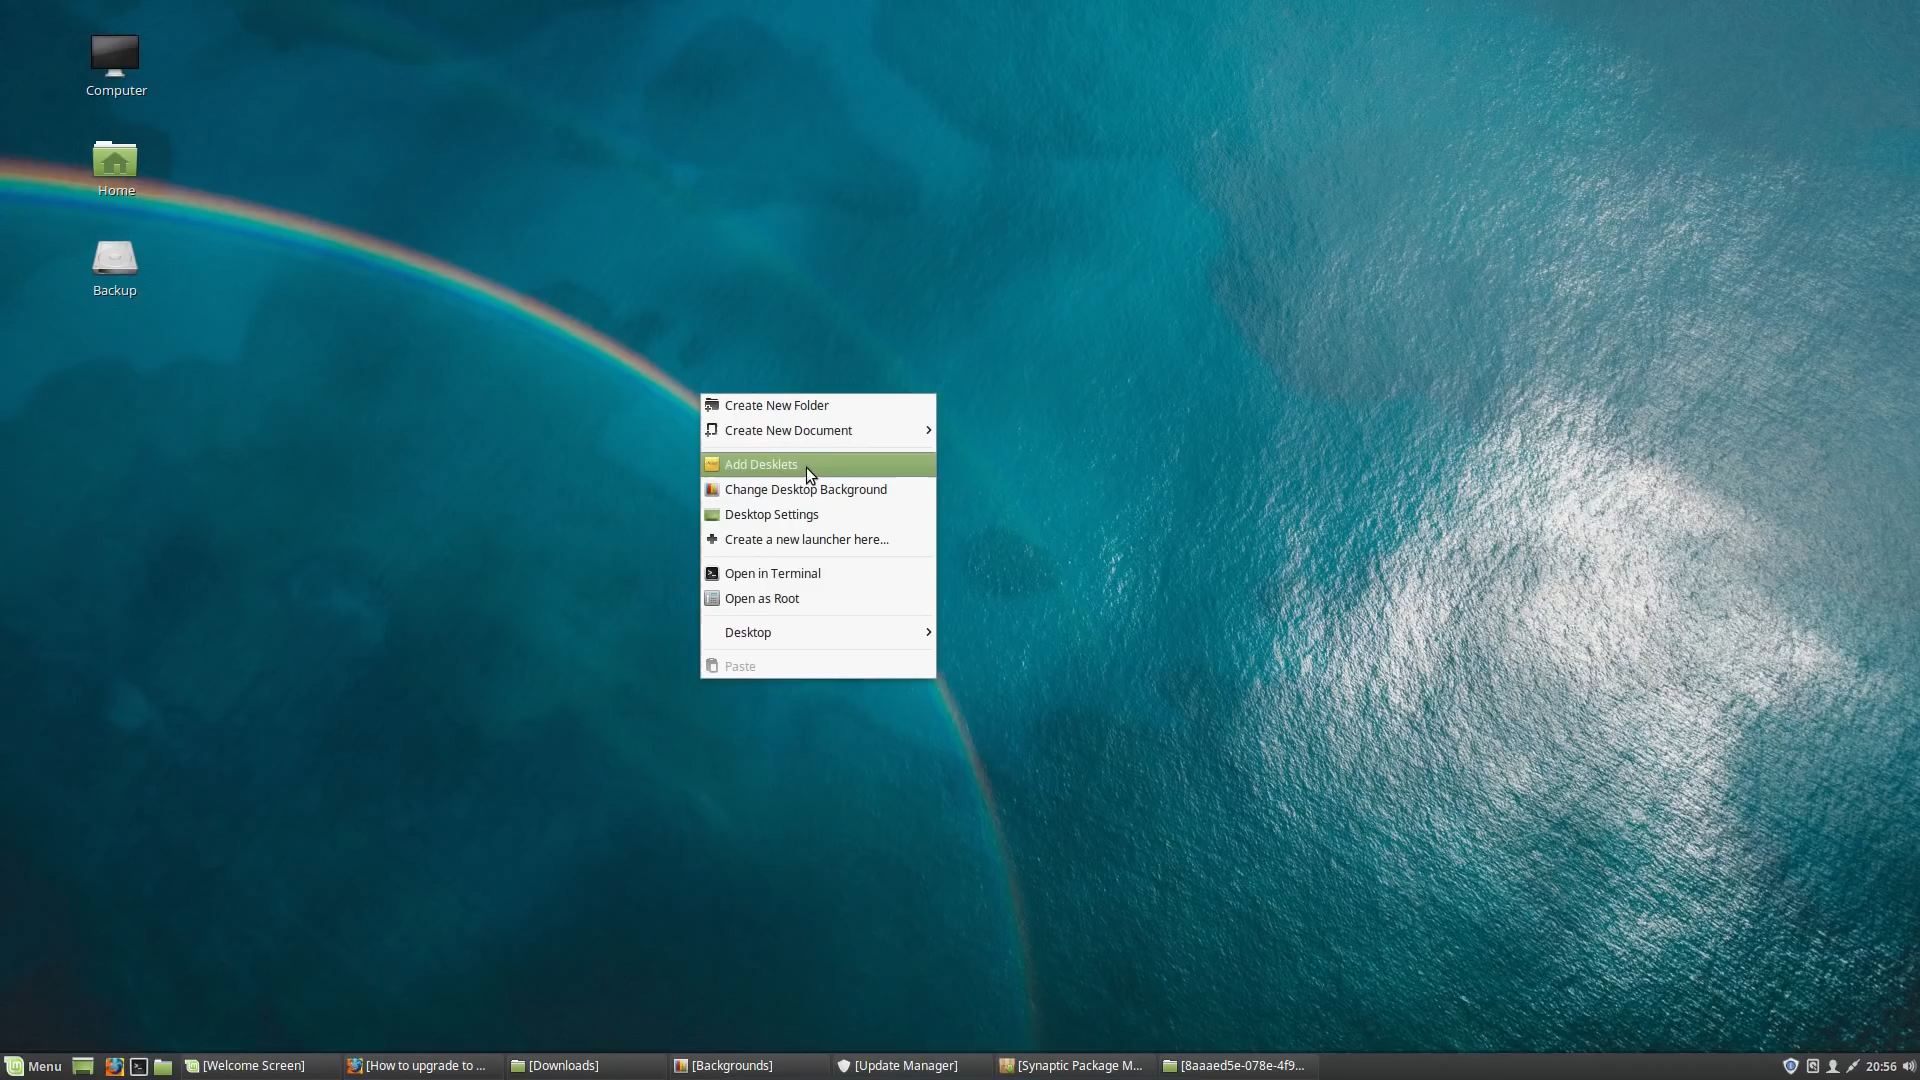 Computer
Home
Backup
Create New Folder
Create New Document
Add Desklets
Change Desktop Background
Desktop Settings
Create a new launcher here...
Open in Terminal
Open as Root
Desktop
Paste
Menu [Welcome Screen] [How to upgrade to ... [Downloads] [Backgrounds] [Update Manager] [Synaptic Package M... [8aaaed5e-078e-4f9... 20:56